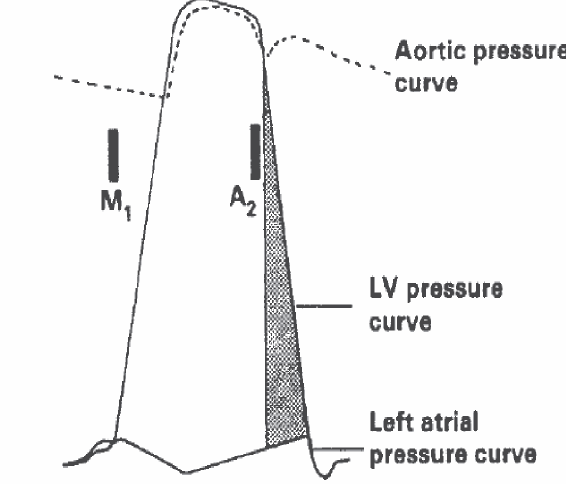 Aortic pressure
curve
M1
A2
LV pressure
curve
Left atrial
pressure curve